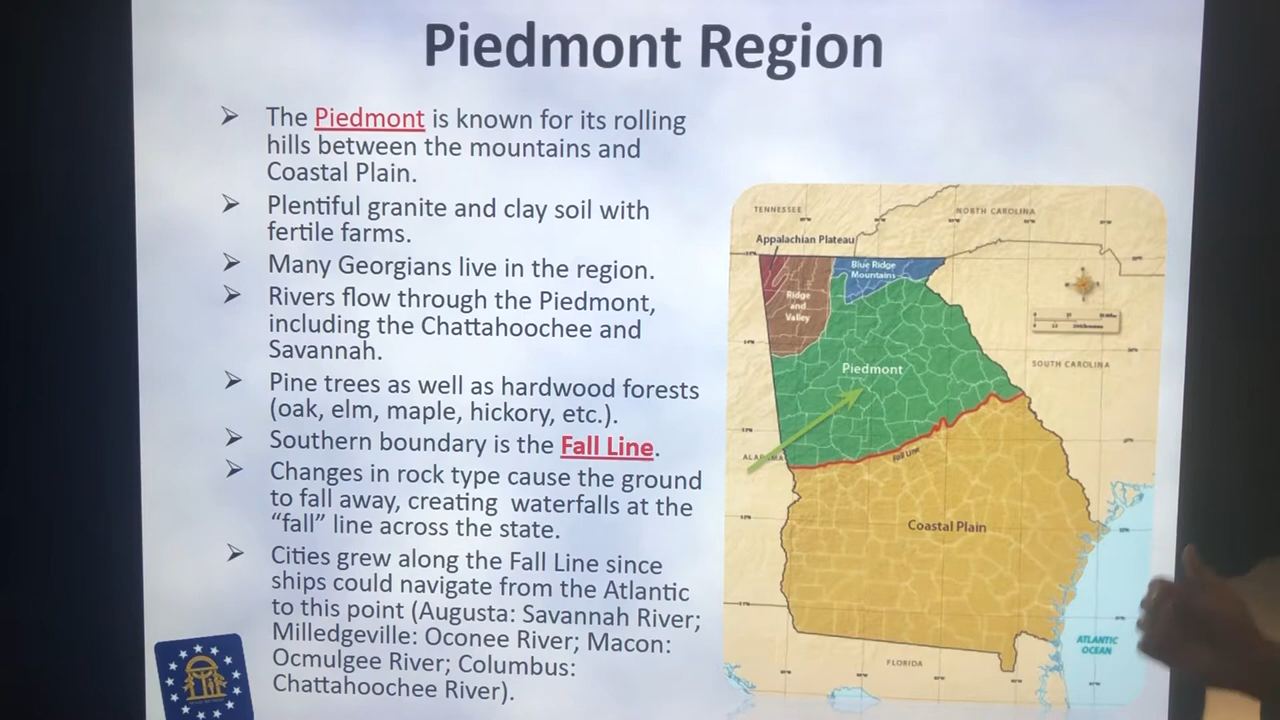 Piedmont Region
➢ The Piedmont is known for its rolling
hills between the mountains and
Coastal Plain.
➢ Plentiful granite and clay soil with
fertile farms.
➢ Many Georgians live in the region.
➢ Rivers flow through the Piedmont,
including the Chattahoochee and
Savannah.
➢ Pine trees as well as hardwood forests
(oak, elm, maple, hickory, etc.).
➢ Southern boundary is the Fall Line.
➢ Changes in rock type cause the ground
to fall away, creating waterfalls at the
“fall” line across the state.
➢ Cities grew along the Fall Line since
ships could navigate from the Atlantic
to this point (Augusta: Savannah River;
Milledgeville: Oconee River; Macon:
Ocmulgee River; Columbus:
Chattahoochee River).
TENNESSEE
NORTH CAROLINA
Appalachian Plateau
Blue Ridge
Mountains
Ridge
and
Valley
SOUTH CAROLINA
Piedmont
ALABAMA
Fall Line
Coastal Plain
ATLANTIC
OCEAN
FLORIDA